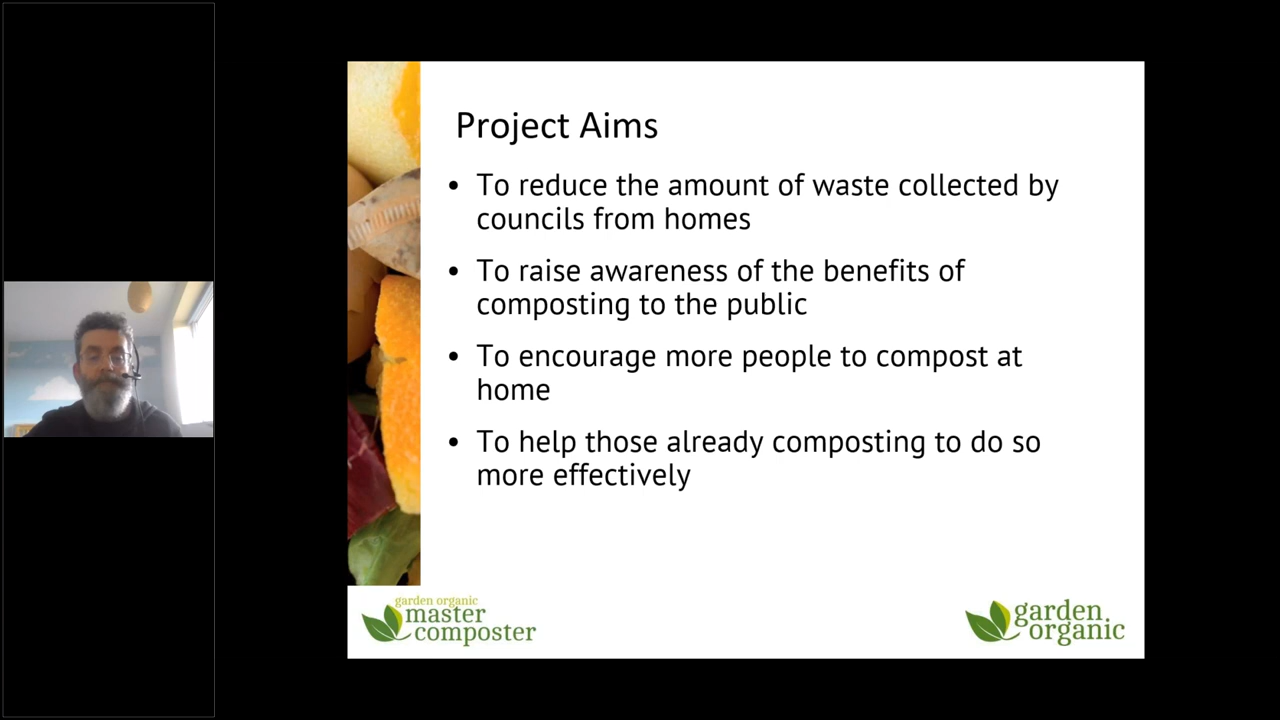 Project Aims
• To reduce the amount of waste collected by
councils from homes
• To raise awareness of the benefits of
composting to the public
• To encourage more people to compost at
home
• To help those already composting to do so
more effectively
garden organic
master
composter
garden
organic